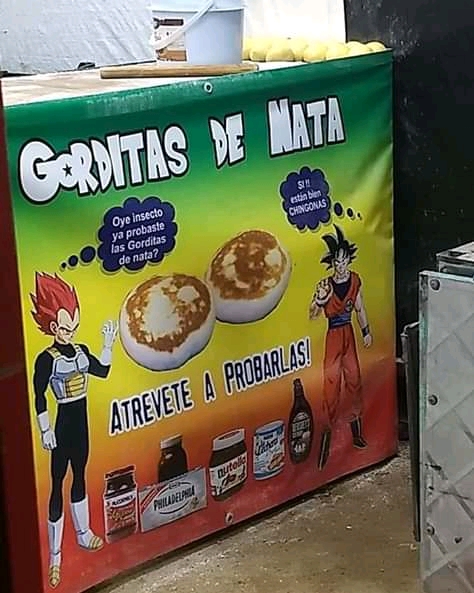 GORDITAS DE NATA
Oye insecto
ya probaste
las Gorditas
de nata?
SI !!
están bien
CHINGONAS
ATREVETE A PROBARLAS!
PHILADELPHIA
nutella
HERSHEY'S